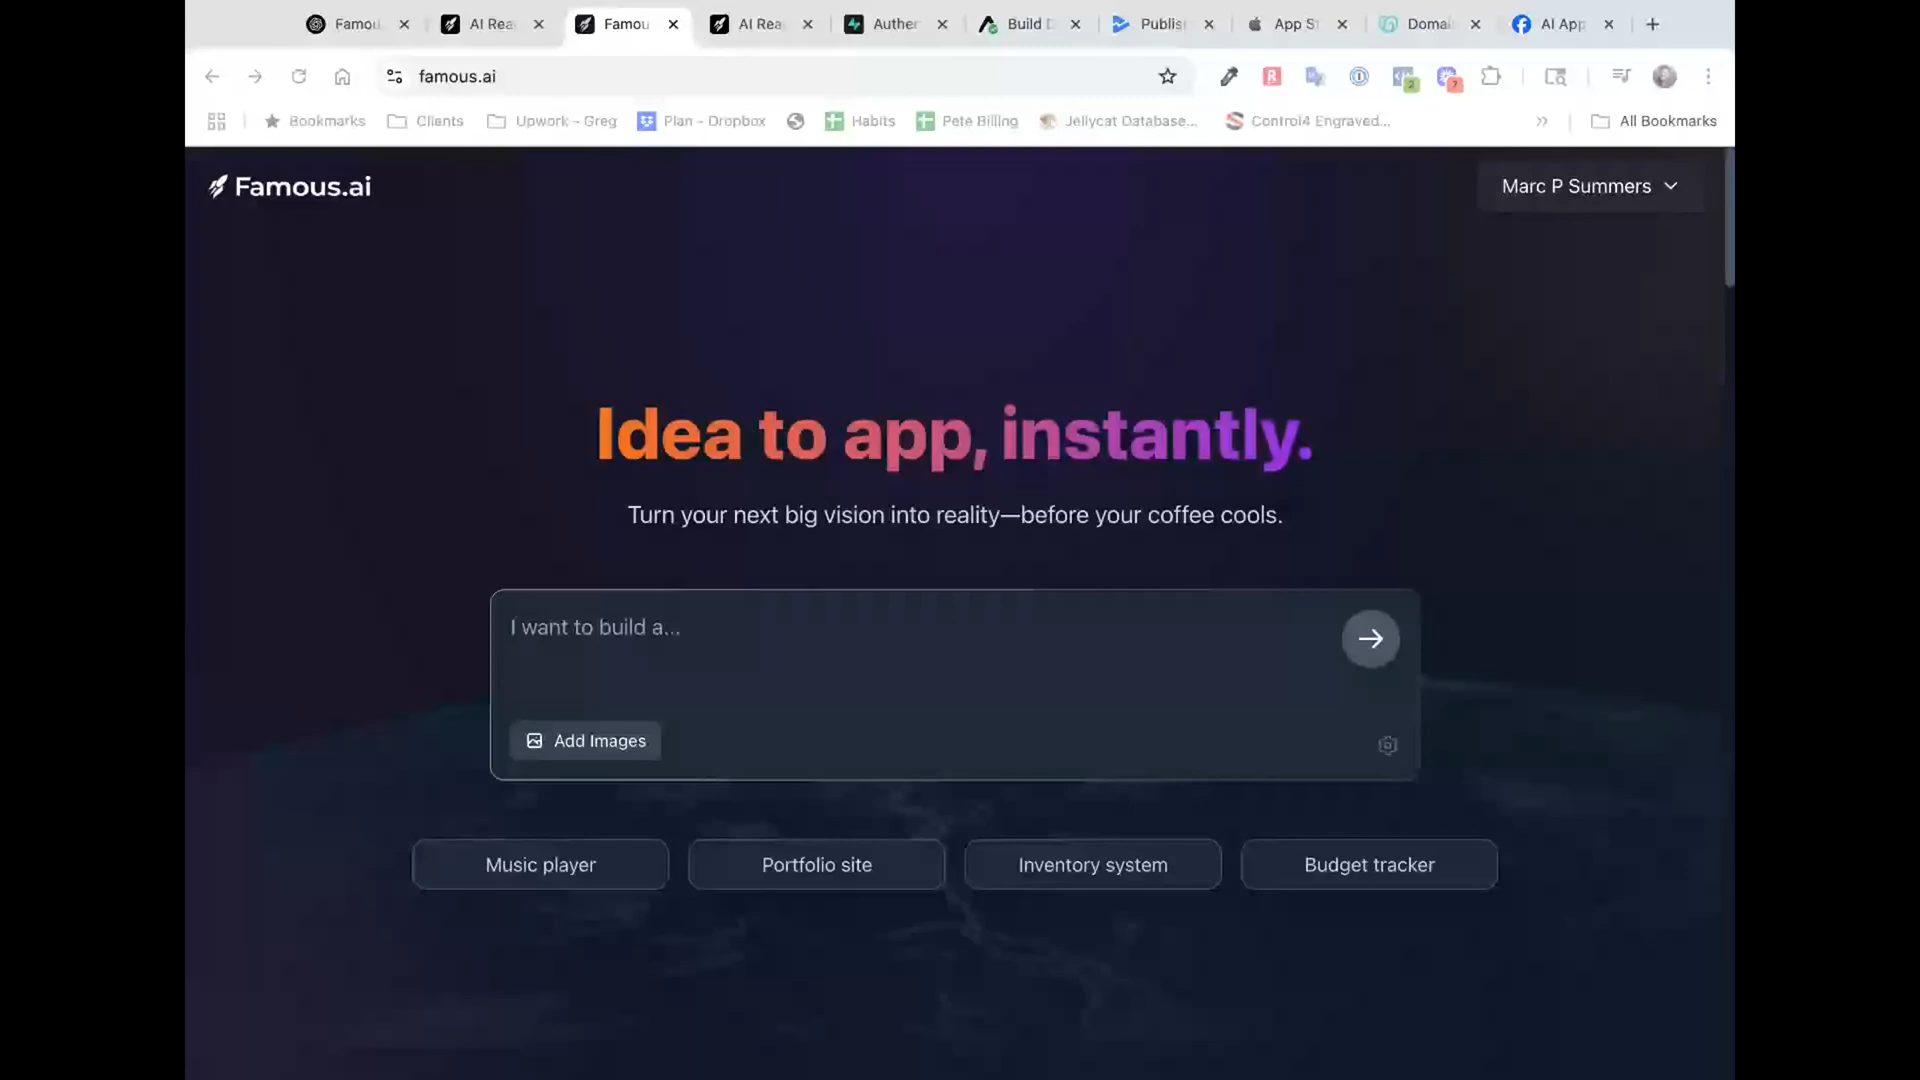 Famou
AI Rea
Famou
AI Rea
Auther
Build D
Publis
App St
Domai
AI App
famous.ai
2
7
Bookmarks
Clients
Upwork - Greg
Plan - Dropbox
Habits
Pete Billing
Jellycat Database...
Control4 Engraved...
All Bookmarks
Famous.ai
Marc P Summers
Idea to app, instantly.
Turn your next big vision into reality—before your coffee cools.
I want to build a...
Add Images
Music player
Portfolio site
Inventory system
Budget tracker